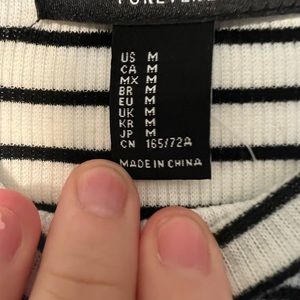 US M
CA M
MX M
BR M
EU M
UK M
KR M
JP M
CN 165/72A
MADE IN CHINA